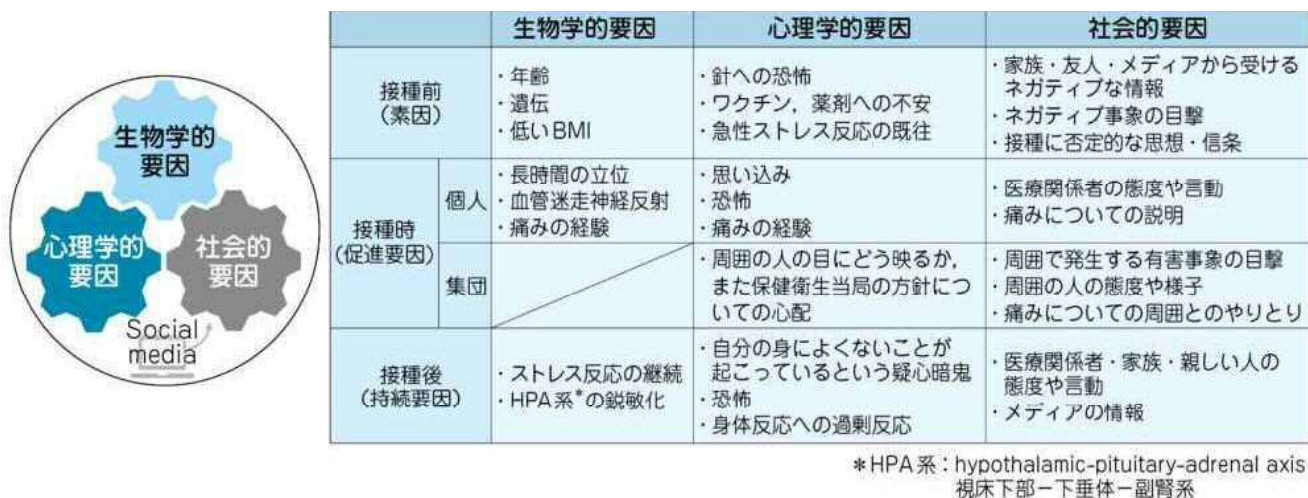 生物学的
要因
心理学的
要因
社会的
要因
Social
media
生物学的要因
心理学的要因
社会的要因
接種前
(素因)
・年齢
・遺伝
・低いBMI
・針への恐怖
・ワクチン,薬剤への不安
・急性ストレス反応の既往
・家族・友人・メディアから受ける
ネガティブな情報
・ネガティブ事象の目撃
・接種に否定的な思想・信条
接種時
(促進要因)
個人
・長時間の立位
・血管迷走神経反射
・痛みの経験
・思い込み
・恐怖
・痛みの経験
・医療関係者の態度や言動
・痛みについての説明
集団
・周囲の人の目にどう映るか,
また保健衛生当局の方針につ
いての心配
・周囲で発生する有害事象の目撃
・周囲の人の態度や様子
・痛みについての周囲とのやりとり
接種後
(持続要因)
・ストレス反応の継続
・HPA系*の鋭敏化
・自分の身によくないことが
起こっているという疑心暗鬼
・恐怖
・身体反応への過剰反応
・医療関係者・家族・親しい人の
態度や言動
・メディアの情報
*HPA系:hypothalamic-pituitary-adrenal axis
視床下部-下垂体-副腎系